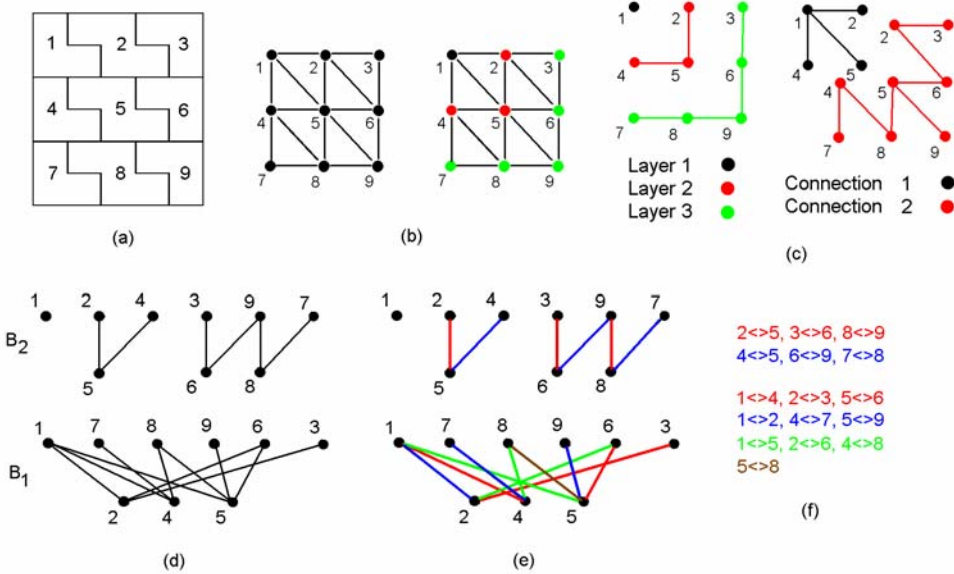 1 2 3
4 5 6
7 8 9
(a)
1 2 3
4 5 6
7 8 9
1 2 3
4 5 6
7 8 9
(b)
1 2 3
4 5 6
7 8 9
Layer 1
Layer 2
Layer 3
1 2
4 5
2 3
4 5 6
7 8 9
Connection 1
Connection 2
(c)
B2
1 2 4 3 9 7
5 6 8
B1
1 7 8 9 6 3
2 4 5
(d)
1 2 4 3 9 7
5 6 8
1 7 8 9 6 3
2 4 5
(e)
2<>5, 3<>6, 8<>9
4<>5, 6<>9, 7<>8
1<>4, 2<>3, 5<>6
1<>2, 4<>7, 5<>9
1<>5, 2<>6, 4<>8
5<>8
(f)